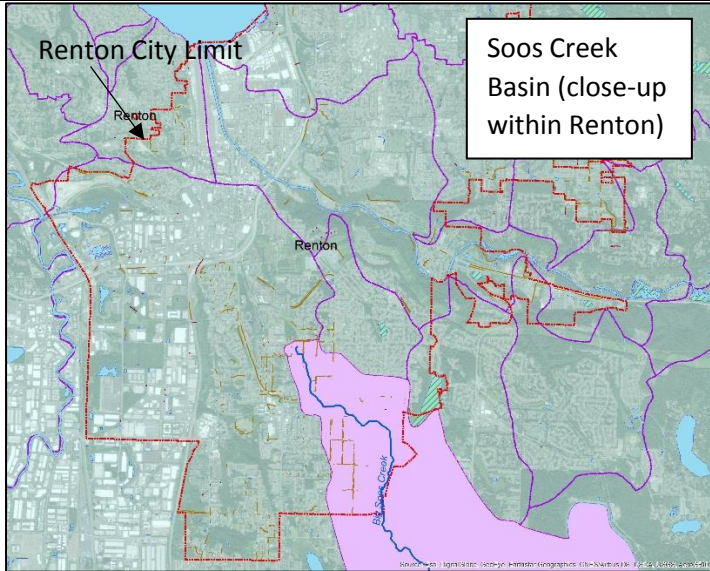 Renton City Limit
Soos Creek
Basin (close-up
within Renton)
Renton
Renton
Big Soos Creek